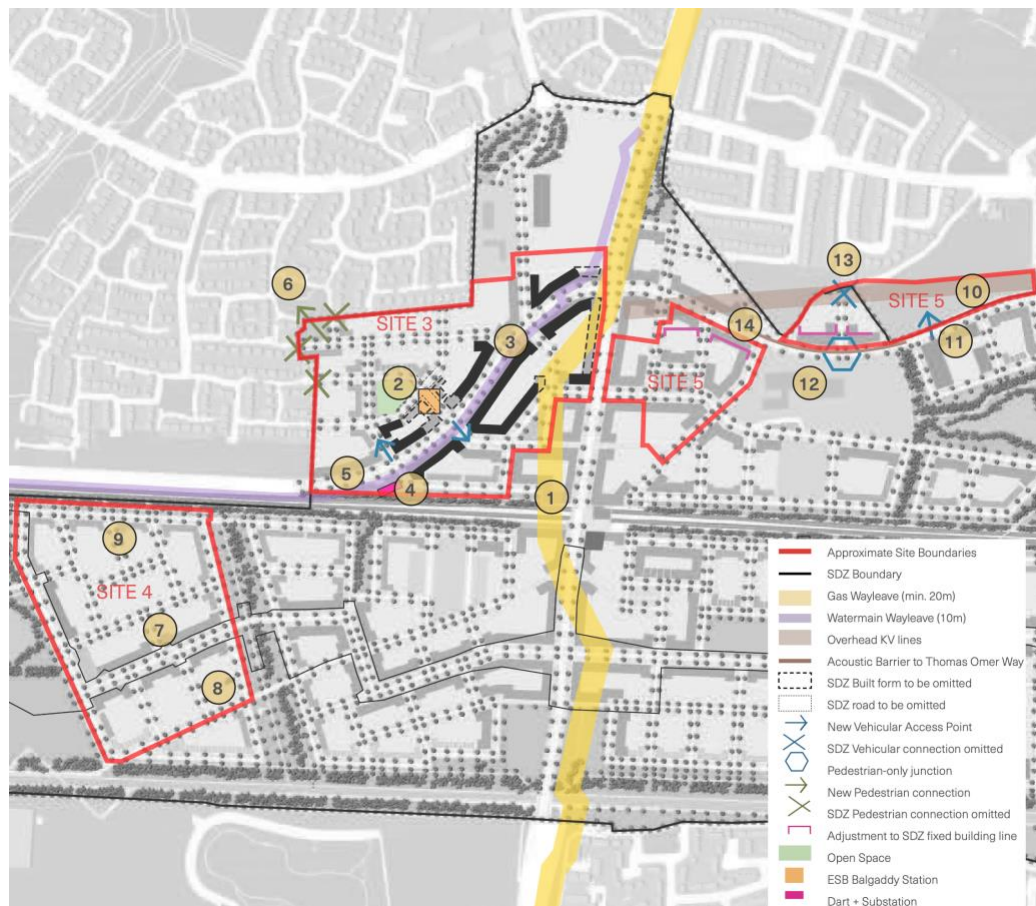 13
6
SITE 5
10
SITE 3
3
14
11
2
SITE 5
12
5
4
1
9
SITE 4
7
8
Approximate Site Boundaries
SDZ Boundary
Gas Wayleave (min. 20m)
Watermain Wayleave (10m)
Overhead KV lines
Acoustic Barrier to Thomas Omer Way
SDZ Built form to be omitted
SDZ road to be omitted
New Vehicular Access Point
SDZ Vehicular connection omitted
Pedestrian-only junction
New Pedestrian connection
SDZ Pedestrian connection omitted
Adjustment to SDZ fixed building line
Open Space
ESB Balgaddy Station
Dart + Substation